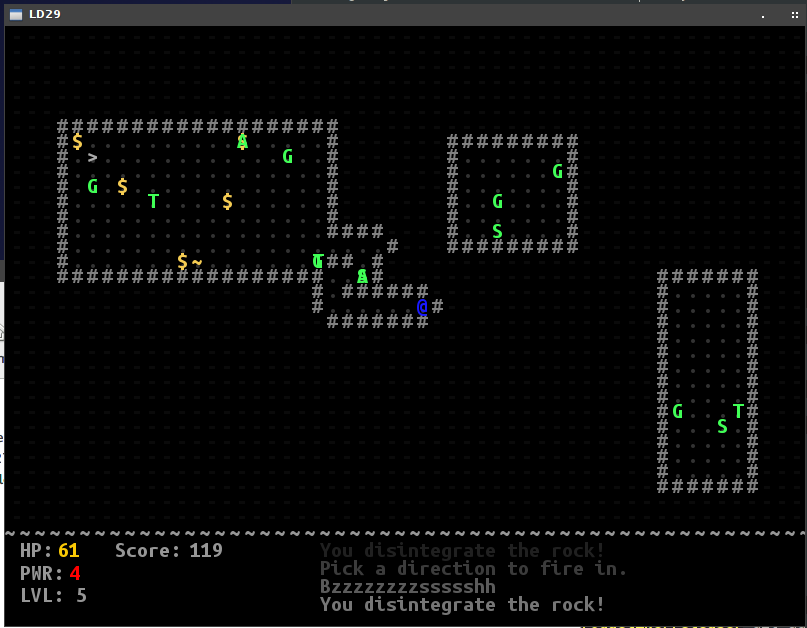 LD29
HP: 61 Score: 119
PWR: 4
LVL: 5
You disintegrate the rock!
Pick a direction to fire in.
Bzzzzzzzssssshh
You disintegrate the rock!